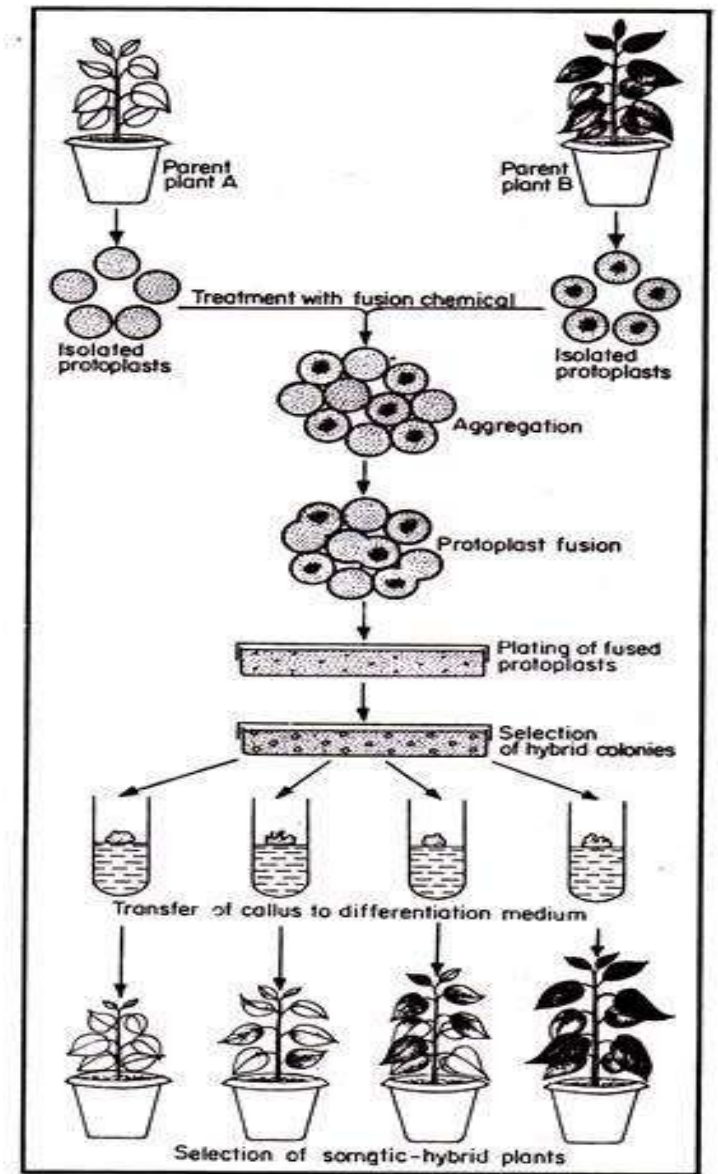 Parent
plant A
Parent
plant B
Treatment with fusion chemical
Isolated
protoplasts
Isolated
protoplasts
Aggregation
Protoplast fusion
Plating of fused
protoplasts
Selection
of hybrid colonies
Transfer of callus to differentiation medium
Selection of somgtic-hybrid plants